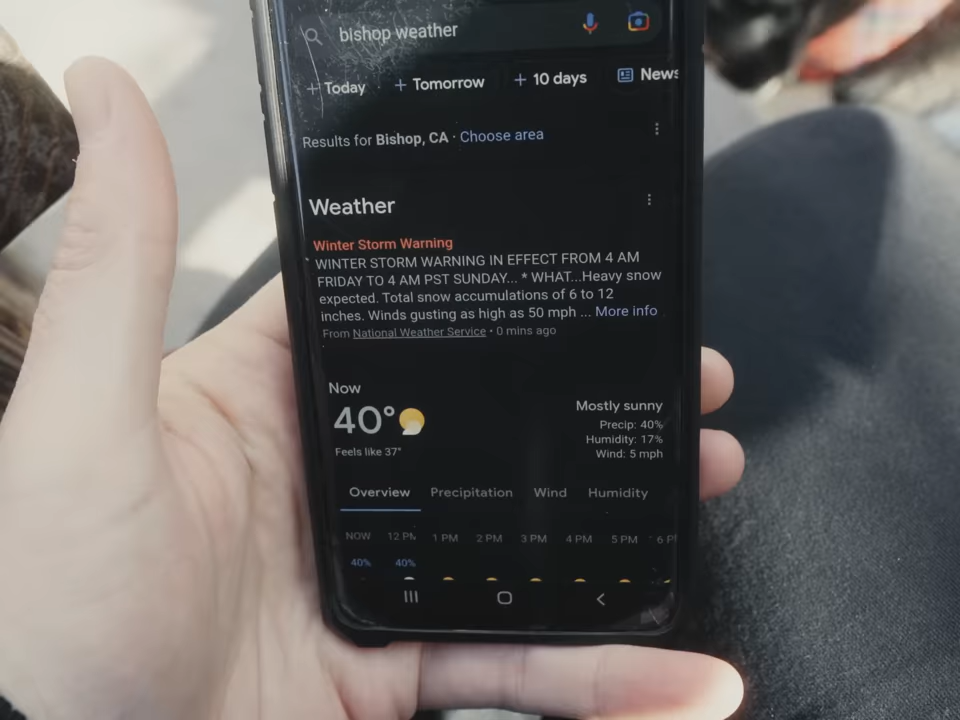 bishop weather
+ Today + Tomorrow + 10 days News
Results for Bishop, CA · Choose area
Weather
Winter Storm Warning
WINTER STORM WARNING IN EFFECT FROM 4 AM
FRIDAY TO 4 AM PST SUNDAY... * WHAT...Heavy snow
expected. Total snow accumulations of 6 to 12
inches. Winds gusting as high as 50 mph ... More info
From National Weather Service • 0 mins ago
Now
40° Mostly sunny
Precip: 40%
Humidity: 17%
Feels like 37° Wind: 5 mph
Overview Precipitation Wind Humidity
NOW 12 PM 1 PM 2 PM 3 PM 4 PM 5 PM 6 P
40% 40%